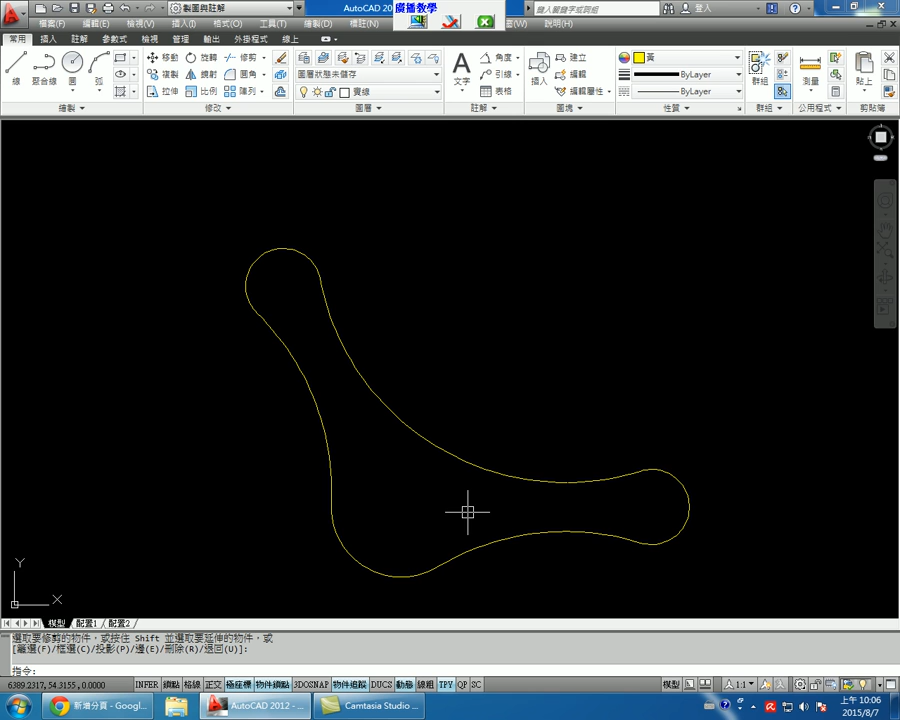 製圖與註解
AutoCAD 20
廣播教學
鍵入關鍵字或詞組
登入
檔案(F) 編輯(E) 檢視(V) 插入(I) 格式(O) 工具(T) 繪製(D) 標註(N) 窗(W) 說明(H)
常用 插入 註解 參數式 檢視 管理 輸出 外掛程式 線上
線 聚合線 圓 弧
移動 旋轉 修剪
複製 鏡射 圓角
拉伸 比例 陣列
圖層狀態未儲存
實線
文字
角度
引線
表格
插入
建立
編輯
編輯屬性
黃
ByLayer
ByLayer
群組
測量
貼上
繪製 修改 圖層 註解 圖塊 性質 群組 公用程式 剪貼簿
Y
X
模型 配置1 配置2
選取要修剪的物件，或按住 Shift 並選取要延伸的物件，或
[籬選(F)/框選(C)/投影(P)/邊(E)/刪除(R)/退回(U)]:
指令:
6389.2317, 54.3155 , 0.0000 INFER 鎖點 格線 正交 極座標 物件鎖點 3DOSNAP 物件追蹤 DUCS 動態 線粗 TPY QP SC 模型 1:1
新增分頁 - Googl... AutoCAD 2012 - ... Camtasia Studio ...
上午 10:06
2015/8/7